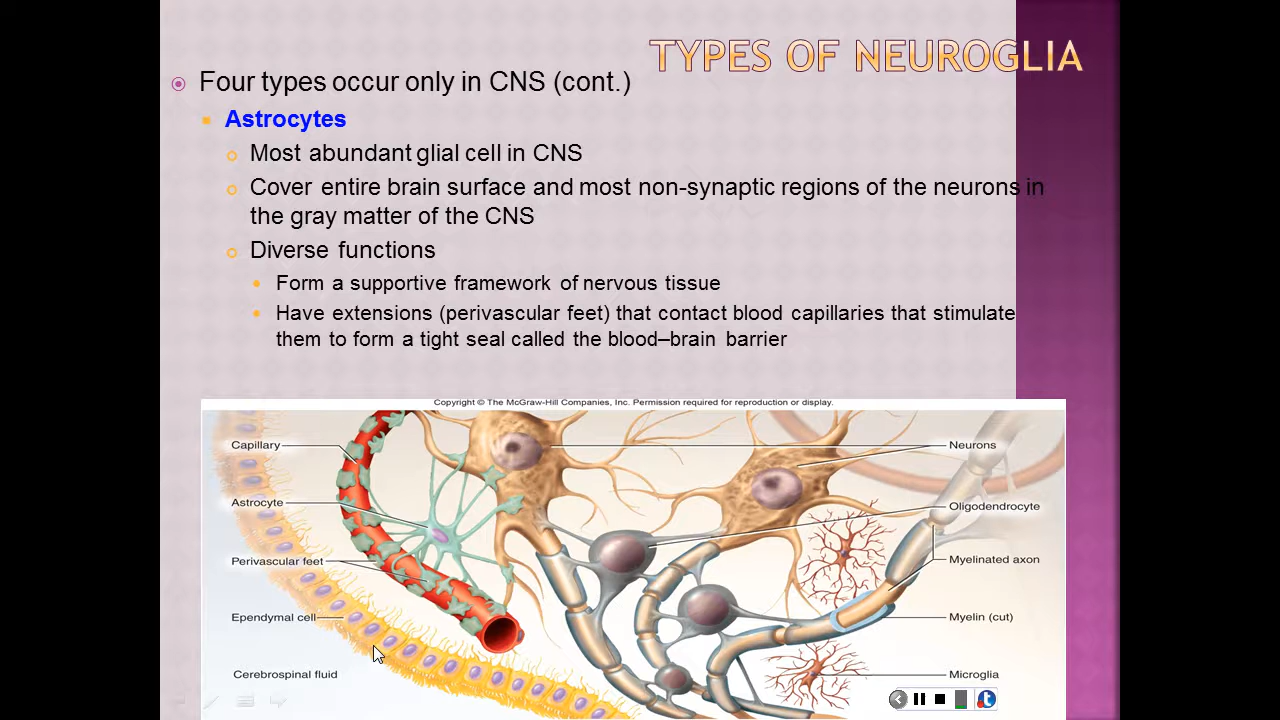 TYPES OF NEUROGLIA
Four types occur only in CNS (cont.)
Astrocytes
Most abundant glial cell in CNS
Cover entire brain surface and most non-synaptic regions of the neurons in
the gray matter of the CNS
Diverse functions
Form a supportive framework of nervous tissue
Have extensions (perivascular feet) that contact blood capillaries that stimulate
them to form a tight seal called the blood–brain barrier
Copyright © The McGraw-Hill Companies, Inc. Permission required for reproduction or display.
Capillary
Neurons
Astrocyte
Oligodendrocyte
Perivascular feet
Myelinated axon
Ependymal cell
Myelin (cut)
Cerebrospinal fluid
Microglia
t